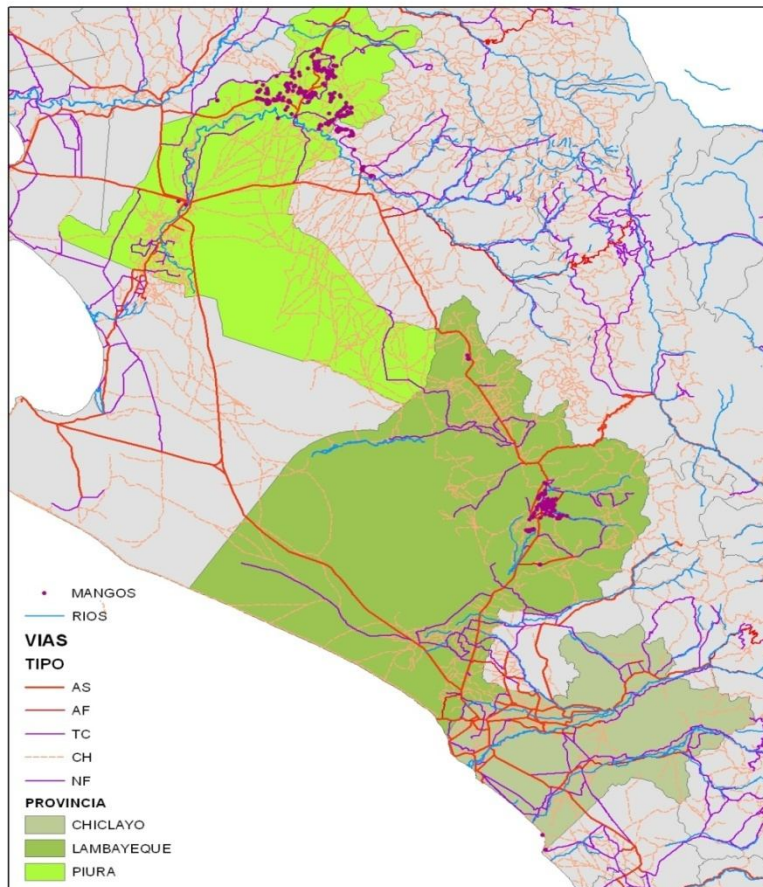 MANGOS
RIOS
VIAS
TIPO
AS
AF
TC
CH
NF
PROVINCIA
CHICLAYO
LAMBAYEQUE
PIURA